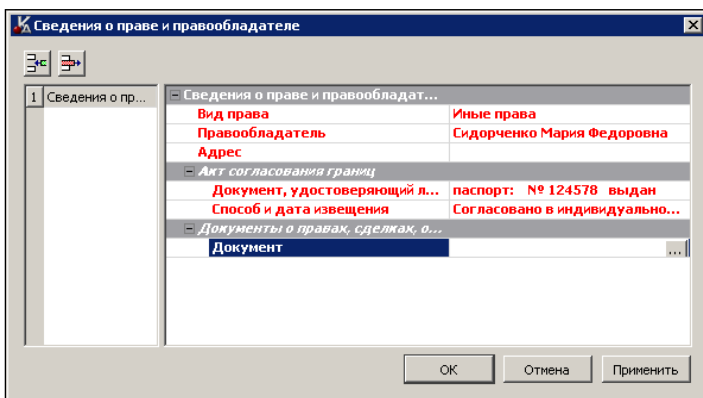 Сведения о праве и правообладателе
1 Сведения о пр...
Сведения о праве и правообладат...
Вид права Иные права
Правообладатель Сидорченко Мария Федоровна
Адрес
Акт согласования границ
Документ, удостоверяющий л... паспорт: № 124578 выдан
Способ и дата извещения Согласовано в индивидуально...
Документы о правах, сделках, о...
Документ ...
ОК Отмена Применить